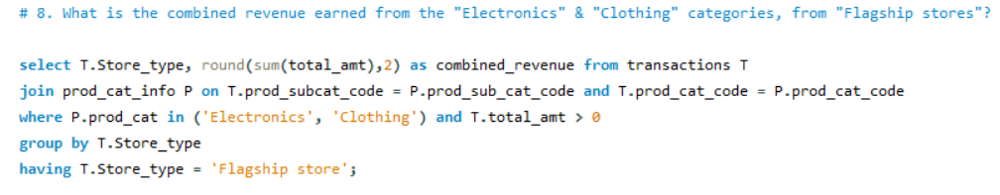 # 8. What is the combined revenue earned from the "Electronics" & "Clothing" categories, from "Flagship stores"?
select T.Store_type, round(sum(total_amt),2) as combined_revenue from transactions T
join prod_cat_info P on T.prod_subcat_code = P.prod_sub_cat_code and T.prod_cat_code = P.prod_cat_code
where P.prod_cat in ('Electronics', 'Clothing') and T.total_amt > 0
group by T.Store_type
having T.Store_type = 'Flagship store';